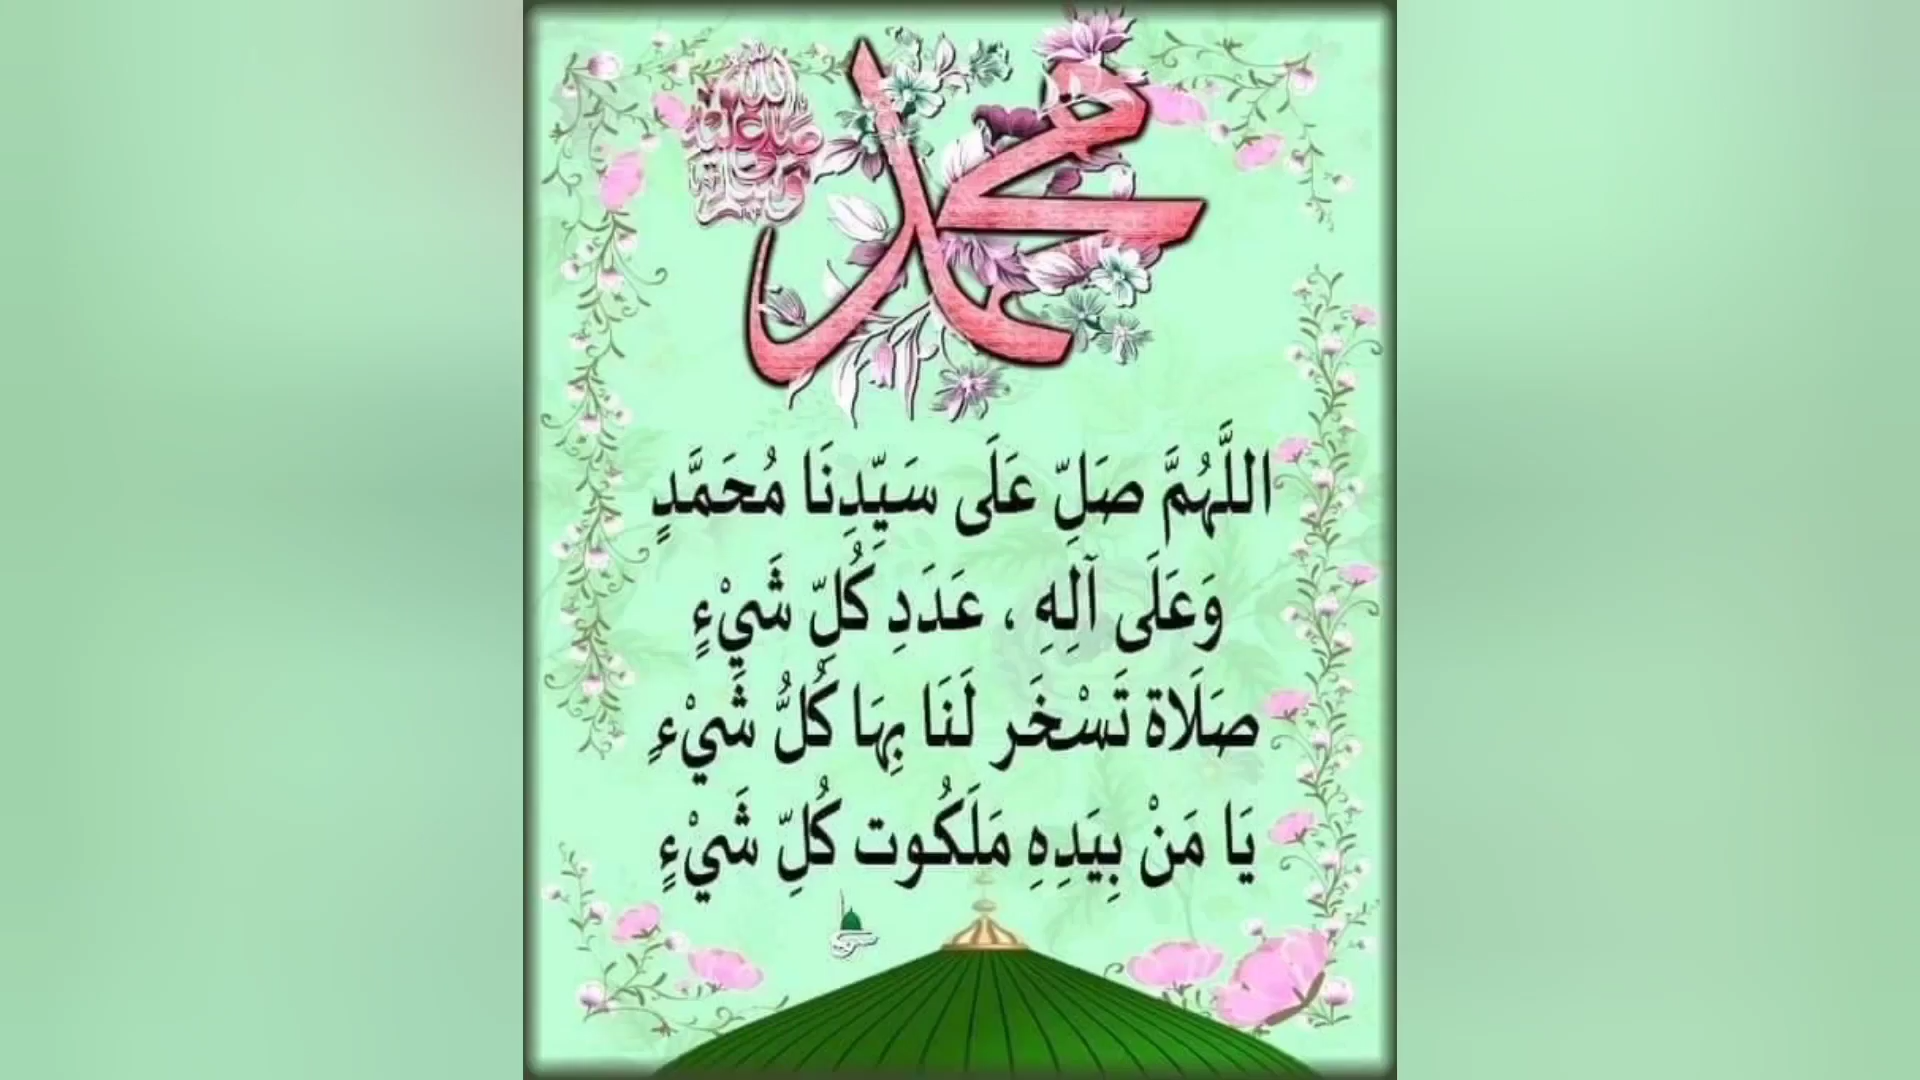 محمد
صلى الله عليه وسلم
اللَّهُمَّ صَلِّ عَلَى سَيِّدِنَا مُحَمَّدٍ
وَعَلَى آلِهِ ، عَدَدِ كُلِّ شَيْءٍ
صَلَاة تَسْخَر لَنَا بِهَا كُلُّ شَيْءٍ
يَا مَنْ بِيَدِهِ مَلَكُوت كُلِّ شَيْءٍ